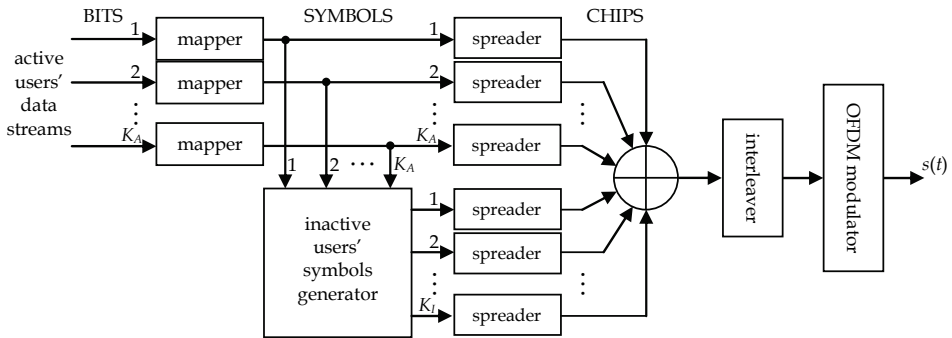 BITS
SYMBOLS
CHIPS
active
users'
data
streams
1
mapper
1
spreader
2
mapper
2
spreader
⋮
⋮
⋮
K_A
mapper
K_A
spreader
1
2
⋯
K_A
inactive
users'
symbols
generator
1
spreader
2
spreader
⋮
⋮
K_I
spreader
interleaver
OFDM modulator
s(t)